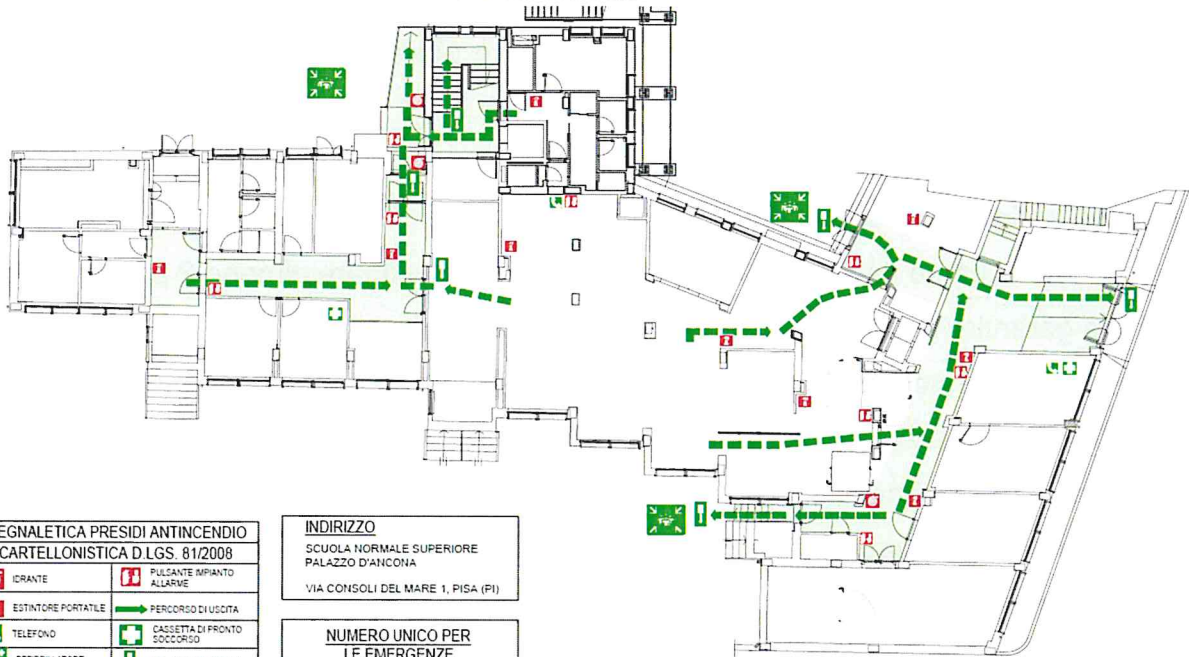 EGNALETICA PRESIDI ANTINCENDIO
CARTELLONISTICA D.LGS. 81/2008
IDRANTE
PULSANTE IMPIANTO
ALLARME
ESTINTORE PORTATILE
PERCORSO DI USCITA
TELEFONO
CASSETTA DI PRONTO
SOCCORSO
INDIRIZZO
SCUOLA NORMALE SUPERIORE
PALAZZO D'ANCONA
VIA CONSOLI DEL MARE 1, PISA (PI)
NUMERO UNICO PER
LE EMERGENZE